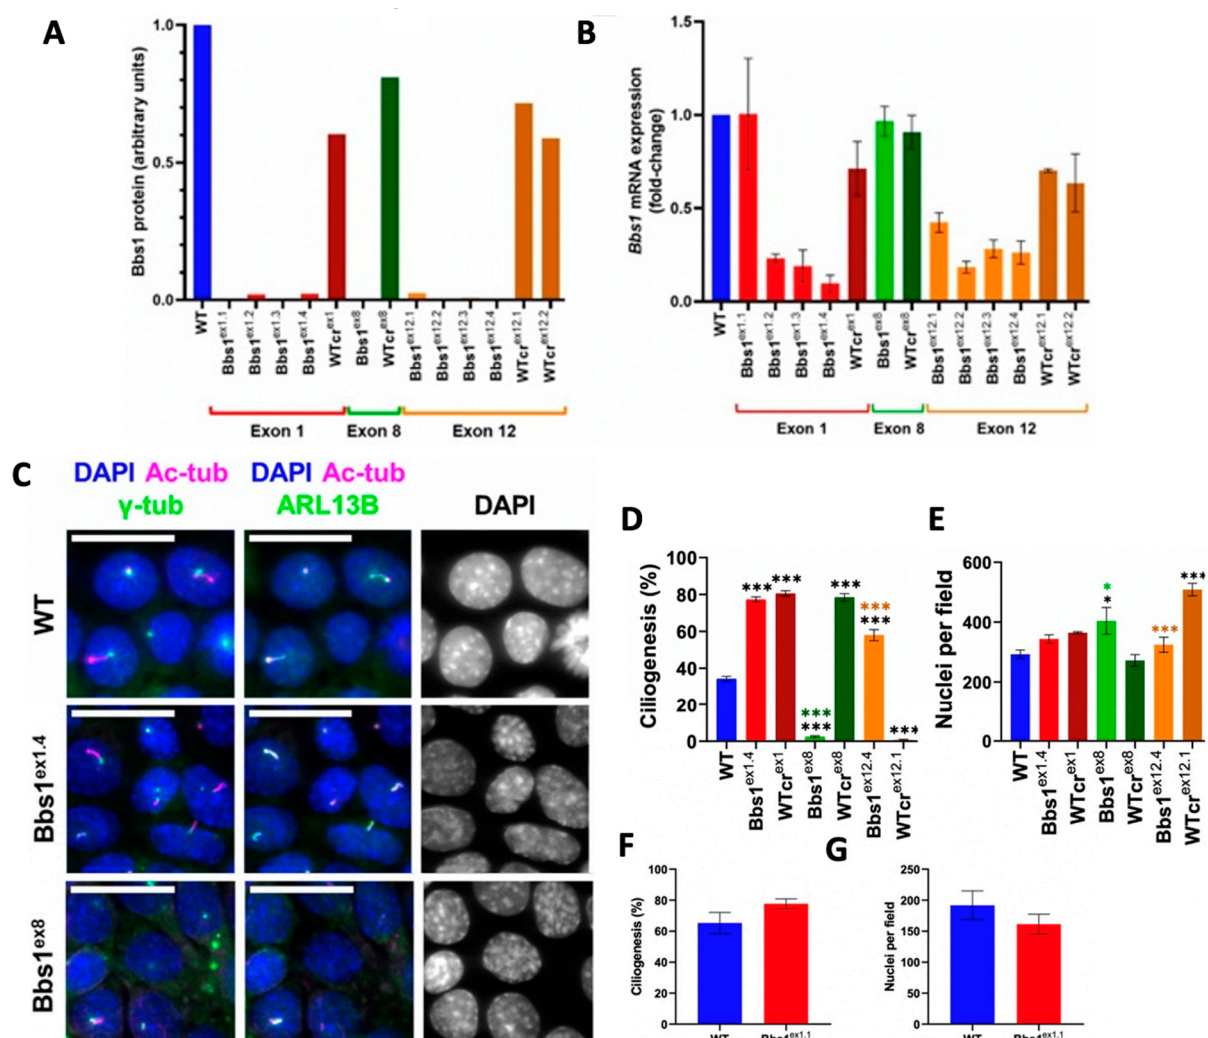 A
Bbs1 protein (arbitrary units)
1.0
0.5
0.0
WT
Bbs1ex1.1
Bbs1ex1.2
Bbs1ex1.3
Bbs1ex1.4
WTcrex1
Bbs1ex8
WTcrex8
Bbs1ex12.1
Bbs1ex12.2
Bbs1ex12.3
Bbs1ex12.4
WTcrex12.1
WTcrex12.2
Exon 1
Exon 8
Exon 12
B
Bbs1 mRNA expression
(fold-change)
1.5
1.0
0.5
0.0
WT
Bbs1ex1.1
Bbs1ex1.2
Bbs1ex1.3
Bbs1ex1.4
WTcrex1
Bbs1ex8
WTcrex8
Bbs1ex12.1
Bbs1ex12.2
Bbs1ex12.3
Bbs1ex12.4
WTcrex12.1
WTcrex12.2
Exon 1
Exon 8
Exon 12
C
DAPI Ac-tub
γ-tub
DAPI Ac-tub
ARL13B
DAPI
WT
Bbs1ex1.4
Bbs1ex8
D
Ciliogenesis (%)
100
80
60
40
20
0
***
***
***
***
***
***
***
***
WT
Bbs1ex1.4
WTcrex1
Bbs1ex8
WTcrex8
Bbs1ex12.4
WTcrex12.1
E
Nuclei per field
600
400
200
0
*
*
***
***
WT
Bbs1ex1.4
WTcrex1
Bbs1ex8
WTcrex8
Bbs1ex12.4
WTcrex12.1
F
Ciliogenesis (%)
100
80
60
40
20
0
WT
Bbs1ex1.1
G
Nuclei per field
250
200
150
100
50
0
WT
Bbs1ex1.1